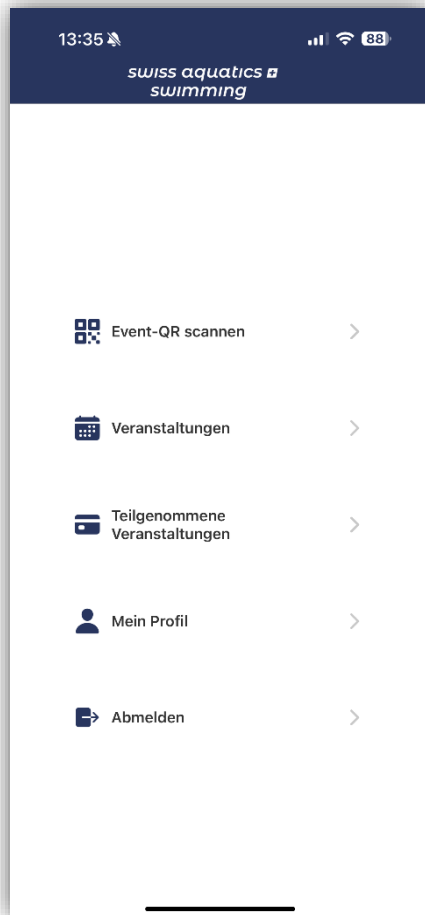 13:35
88
swiss aquatics
swimming
Event-QR scannen
Veranstaltungen
Teilgenommene
Veranstaltungen
Mein Profil
Abmelden